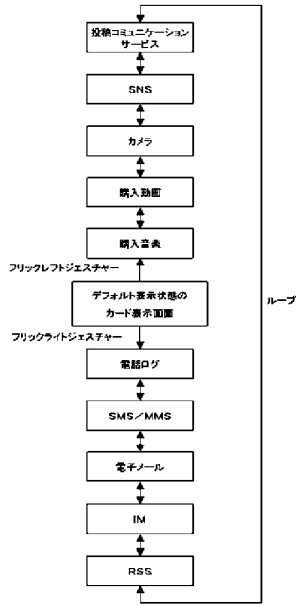 投稿コミュニケーション
サービス
SNS
カメラ
購入動画
購入音楽
フリックレフトジェスチャー
デフォルト表示状態の
カード表示画面
フリックライトジェスチャー
電話ログ
SMS／MMS
電子メール
IM
RSS
ループ